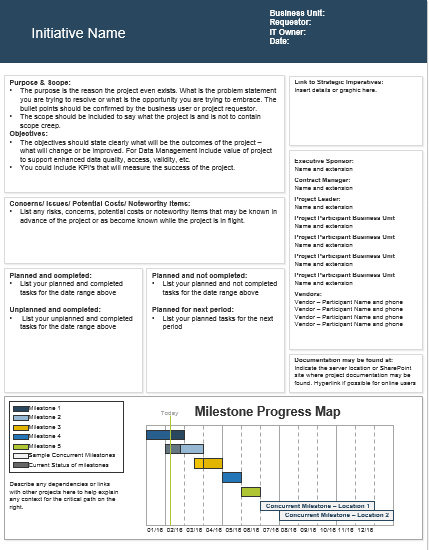 Initiative Name
Business Unit:
Requestor:
IT Owner:
Date:
Purpose & Scope:
• The purpose is the reason the project even exists. What is the problem statement
you are trying to resolve or what is the opportunity you are trying to embrace. The
bullet points should be confirmed by the business user or project requestor.
• The scope should be included to say what the project is and is not to contain
scope creep.
Objectives:
• The objectives should state clearly what will be the outcomes of the project –
what will change or be improved. For Data Management include value of project
to support enhanced data quality, access, validity, etc.
• You could include KPI's that will measure the success of the project.
Link to Strategic Imperatives:
Insert details or graphic here.
Concerns/ Issues/ Potential Costs/ Noteworthy Items:
• List any risks, concerns, potential costs or noteworthy items that may be known in
advance of the project or as become known while the project is in flight.
Executive Sponsor:
Name and extension
Contract Manager:
Name and extension
Project Leader:
Name and extension
Project Participant Business Unit
Name and extension
Project Participant Business Unit
Name and extension
Project Participant Business Unit
Name and extension
Project Participant Business Unit
Name and extension
Vendors:
Vendor – Participant Name and phone
Vendor – Participant Name and phone
Vendor – Participant Name and phone
Vendor – Participant Name and phone
Planned and completed:
• List your planned and completed
tasks for the date range above
Unplanned and completed:
• List your unplanned and completed
tasks for the date range above
Planned and not completed:
• List your planned and not completed
tasks for the date range above
Planned for next period:
• List your planned tasks for the next
period
Documentation may be found at:
Indicate the server location or SharePoint
site where project documentation may be
found. Hyperlink if possible for online users
Milestone 1
Milestone 2
Milestone 3
Milestone 4
Milestone 5
Sample Concurrent Milestones
Current Status of milestones
Describe any dependencies or links
with other projects here to help explain
any context for the critical path on the
right.
Today
Milestone Progress Map
Concurrent Milestone – Location 1
Concurrent Milestone – Location 2
01/16 02/16 03/16 04/16 05/16 06/16 07/16 08/16 09/16 10/16 11/16 12/16